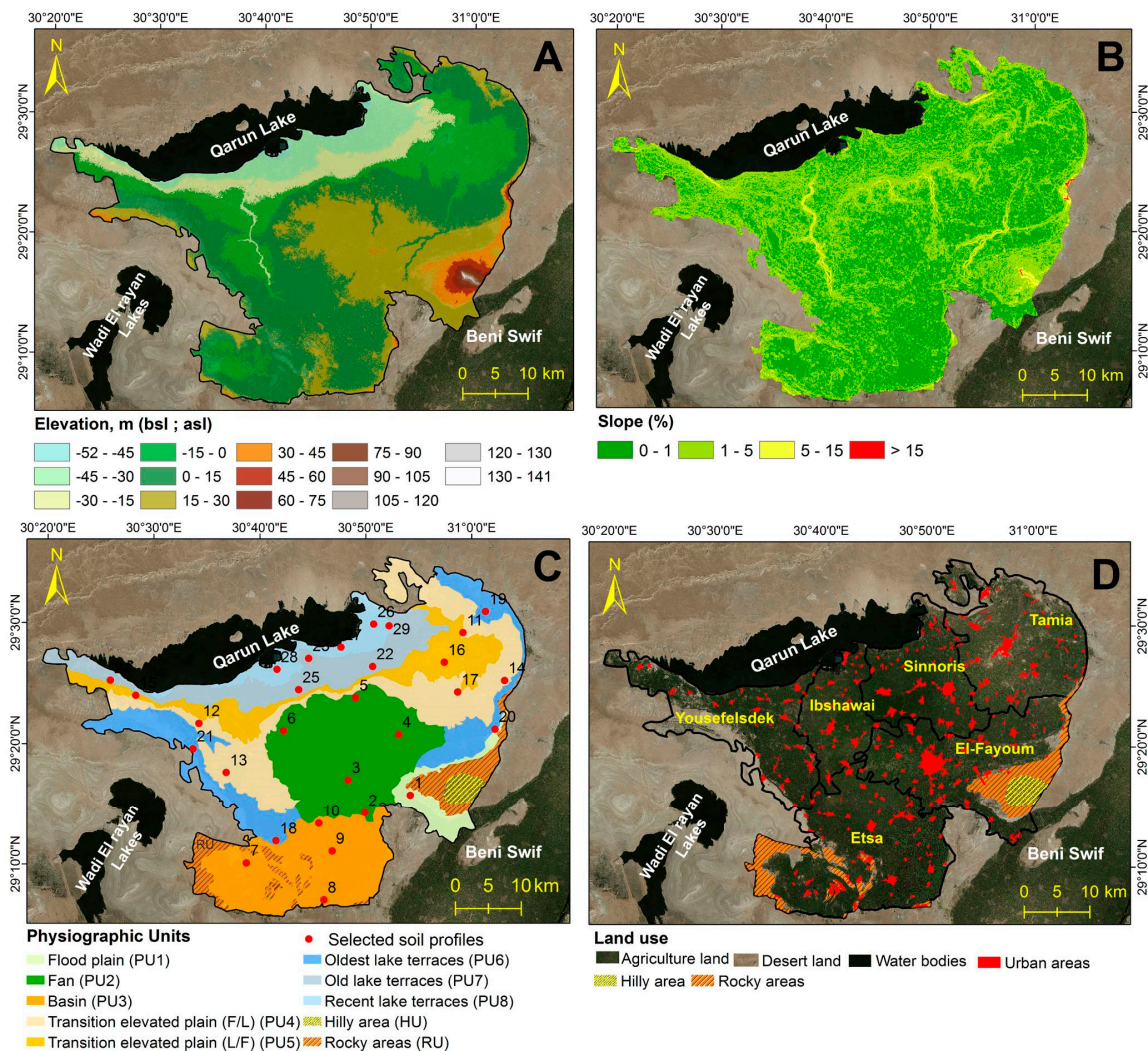 30°20'0"E 30°30'0"E 30°40'0"E 30°50'0"E 31°0'0"E
N
A
29°30'0"N
29°20'0"N
29°10'0"N
Qarun Lake
Wadi El rayan
Lakes
Beni Swif
0 5 10 km
Elevation, m (bsl ; asl)
-52 - -45
-15 - 0
30 - 45
75 - 90
120 - 130
-45 - -30
0 - 15
45 - 60
90 - 105
130 - 141
-30 - -15
15 - 30
60 - 75
105 - 120
30°20'0"E 30°30'0"E 30°40'0"E 30°50'0"E 31°0'0"E
N
B
29°30'0"N
29°20'0"N
29°10'0"N
Qarun Lake
Wadi El rayan
Lakes
Beni Swif
0 5 10 km
Slope (%)
0 - 1
1 - 5
5 - 15
> 15
30°20'0"E 30°30'0"E 30°40'0"E 30°50'0"E 31°0'0"E
N
C
29°30'0"N
29°20'0"N
29°10'0"N
Qarun Lake
19
26
29
11
28
16
22
14
25
17
5
12
6
4
20
21
13
3
1
2
10
18
9
RU
7
8
Wadi El rayan
Lakes
Beni Swif
0 5 10 km
Physiographic Units
Flood plain (PU1)
Fan (PU2)
Basin (PU3)
Transition elevated plain (F/L) (PU4)
Transition elevated plain (L/F) (PU5)
Selected soil profiles
Oldest lake terraces (PU6)
Old lake terraces (PU7)
Recent lake terraces (PU8)
Hilly area (HU)
Rocky areas (RU)
30°20'0"E 30°30'0"E 30°40'0"E 30°50'0"E 31°0'0"E
N
D
29°30'0"N
29°20'0"N
29°10'0"N
Qarun Lake
Tamia
Sinnoris
Ibshawai
Yousefelsdek
El-Fayoum
Etsa
Wadi El rayan
Lakes
Beni Swif
0 5 10 km
Land use
Agriculture land
Desert land
Water bodies
Urban areas
Hilly area
Rocky areas